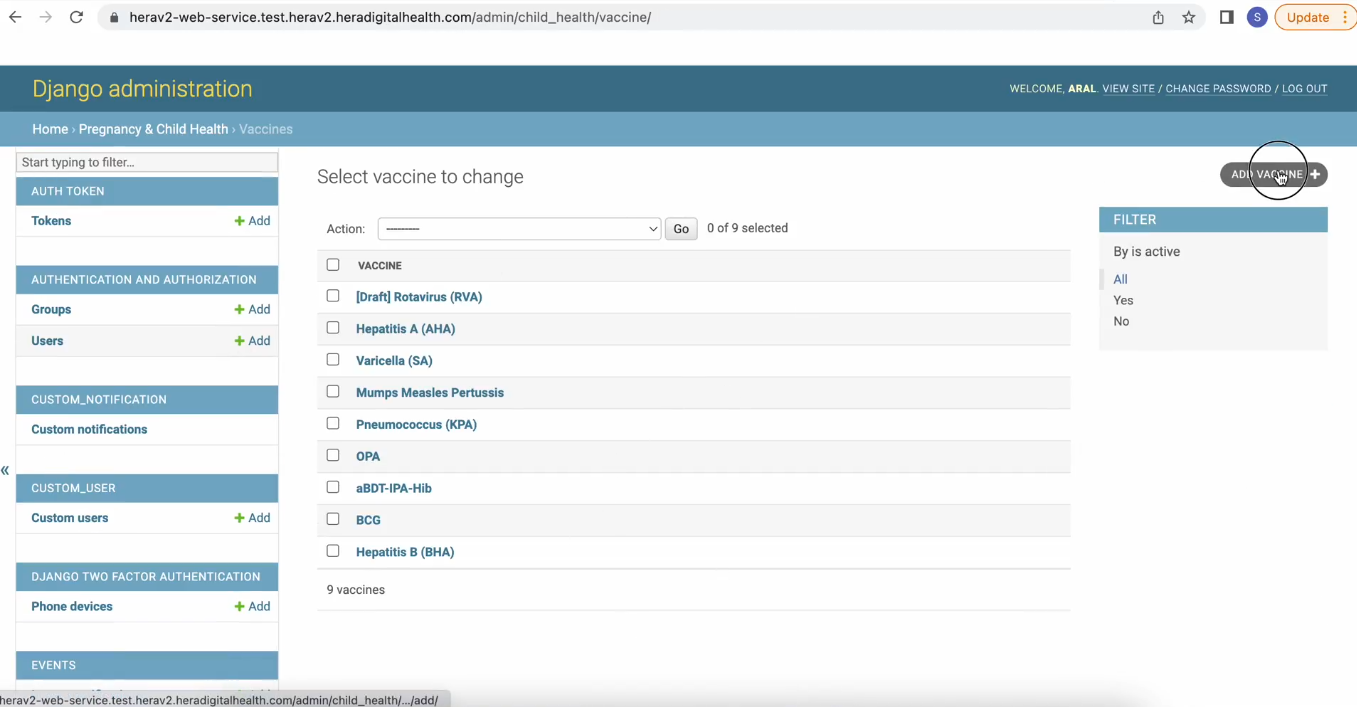 herav2-web-service.test.herav2.heradigitalhealth.com/admin/child_health/vaccine/
S
Update
Django administration
WELCOME, ARAL. VIEW SITE / CHANGE PASSWORD / LOG OUT
Home › Pregnancy & Child Health › Vaccines
Start typing to filter...
AUTH TOKEN
Tokens
+ Add
AUTHENTICATION AND AUTHORIZATION
Groups
+ Add
Users
+ Add
CUSTOM_NOTIFICATION
Custom notifications
CUSTOM_USER
Custom users
+ Add
DJANGO TWO FACTOR AUTHENTICATION
Phone devices
+ Add
EVENTS
«
Select vaccine to change
ADD VACCINE +
Action: --------- Go 0 of 9 selected
VACCINE
[Draft] Rotavirus (RVA)
Hepatitis A (AHA)
Varicella (SA)
Mumps Measles Pertussis
Pneumococcus (KPA)
OPA
aBDT-IPA-Hib
BCG
Hepatitis B (BHA)
9 vaccines
FILTER
By is active
All
Yes
No
herav2-web-service.test.herav2.heradigitalhealth.com/admin/child_health/.../add/